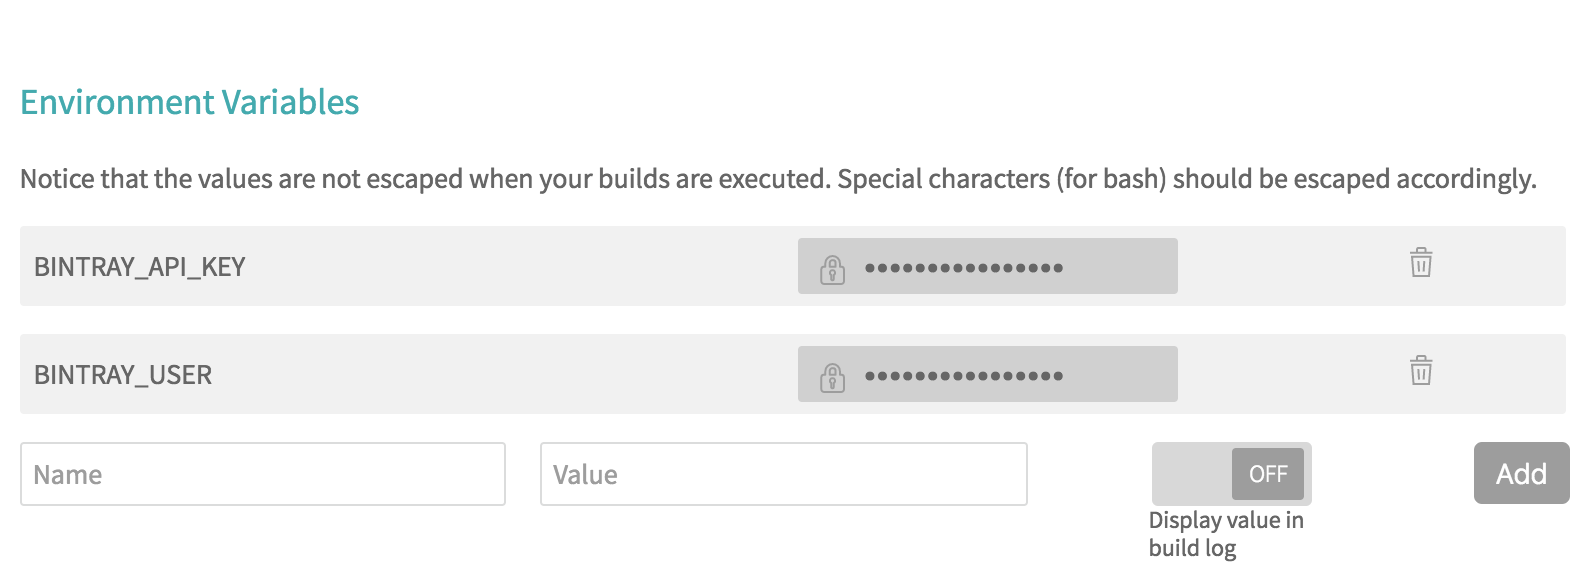 Environment Variables
Notice that the values are not escaped when your builds are executed. Special characters (for bash) should be escaped accordingly.
BINTRAY_API_KEY ••••••••••••••••
BINTRAY_USER ••••••••••••••••
Name Value OFF Add
Display value in
build log